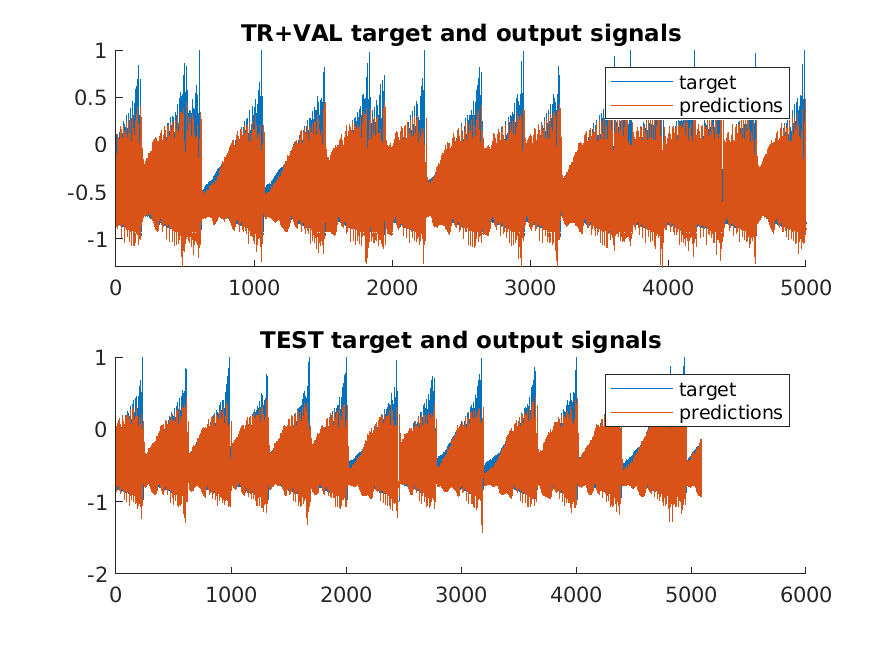 TR+VAL target and output signals
1
0.5
0
-0.5
-1
target
predictions
0 1000 2000 3000 4000 5000
TEST target and output signals
1
0
-1
-2
target
predictions
0 1000 2000 3000 4000 5000 6000